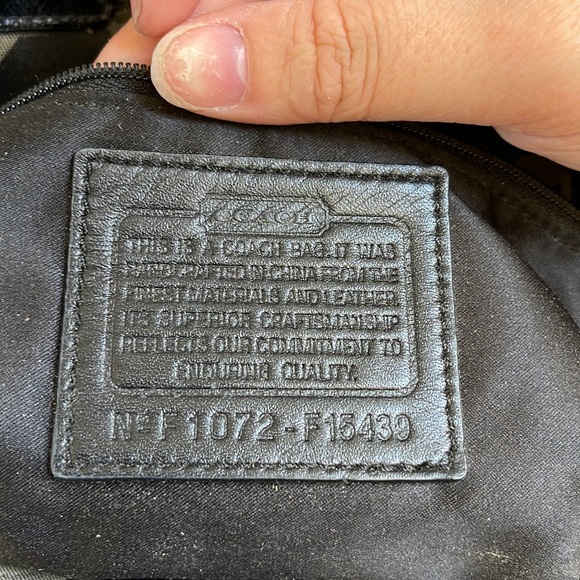 COACH
THIS IS A COACH BAG. IT WAS
HANDCRAFTED IN CHINA FROM THE
FINEST MATERIALS AND LEATHER.
ITS SUPERIOR CRAFTSMANSHIP
REFLECTS OUR COMMITMENT TO
ENDURING QUALITY.
Nº F1072-F15439